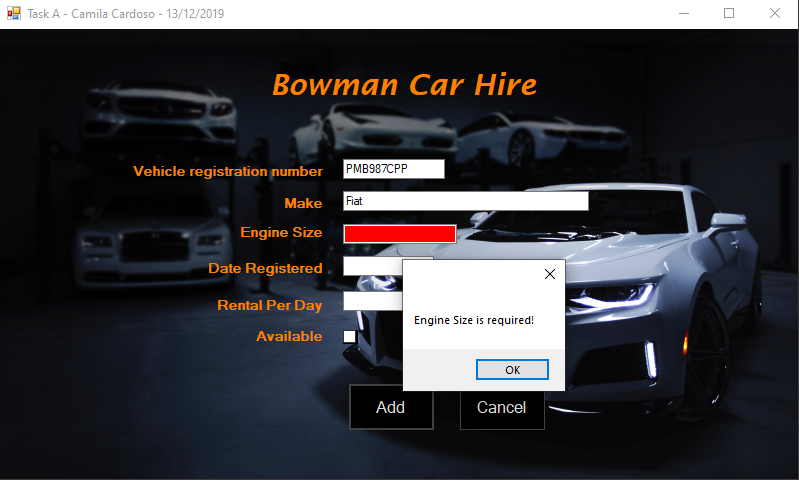 Task A - Camila Cardoso - 13/12/2019
Bowman Car Hire
Vehicle registration number PMB987CPP
Make Fiat
Engine Size
Date Registered
Rental Per Day
Available
Engine Size is required!
OK
Add Cancel